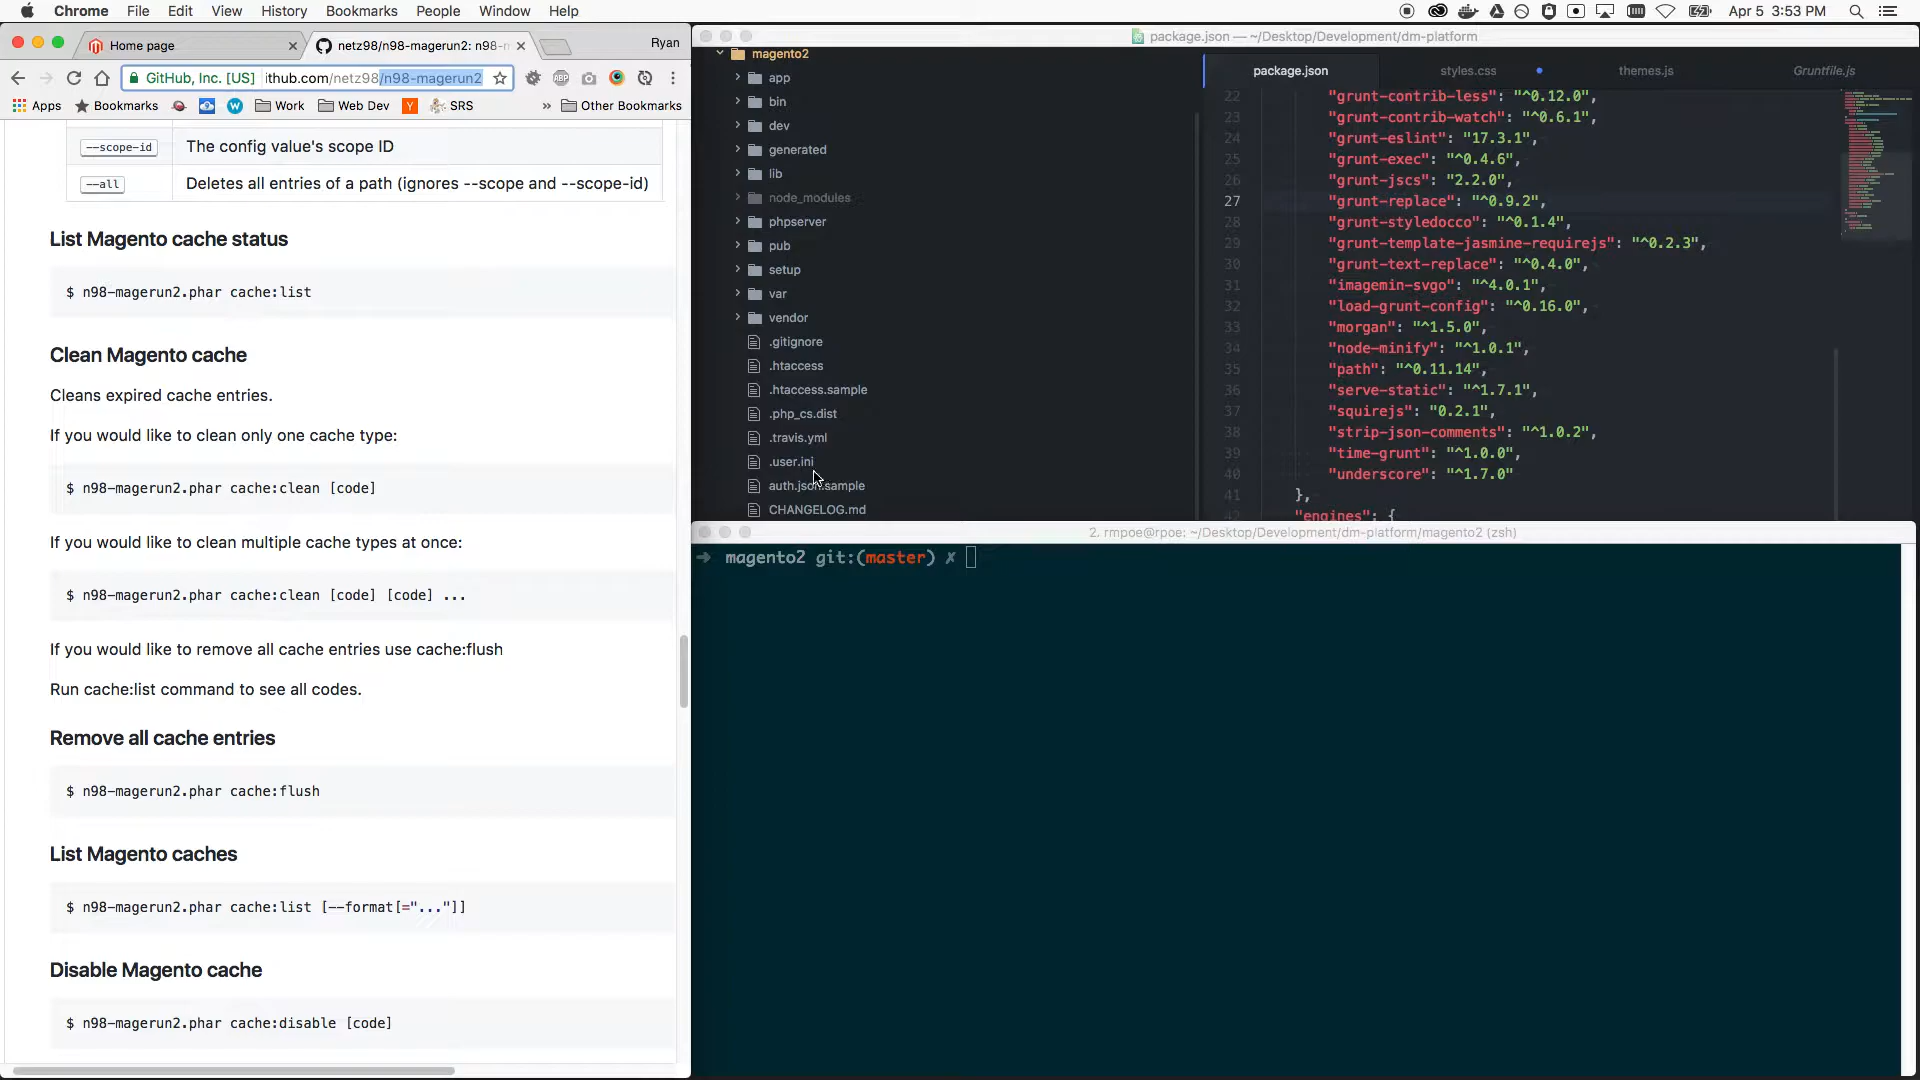 Chrome File Edit View History Bookmarks People Window Help
Apr 5 3:53 PM
Home page
netz98/n98-magerun2: n98-
Ryan
GitHub, Inc. [US] ithub.com/netz98/n98-magerun2
ABP
Apps Bookmarks Work Web Dev Y SRS » Other Bookmarks
--scope-id The config value's scope ID
--all Deletes all entries of a path (ignores --scope and --scope-id)
List Magento cache status
$ n98-magerun2.phar cache:list
Clean Magento cache
Cleans expired cache entries.
If you would like to clean only one cache type:
$ n98-magerun2.phar cache:clean [code]
If you would like to clean multiple cache types at once:
$ n98-magerun2.phar cache:clean [code] [code] ...
If you would like to remove all cache entries use cache:flush
Run cache:list command to see all codes.
Remove all cache entries
$ n98-magerun2.phar cache:flush
List Magento caches
$ n98-magerun2.phar cache:list [--format[="..."]]
Disable Magento cache
$ n98-magerun2.phar cache:disable [code]
package.json — ~/Desktop/Development/dm-platform
magento2
app
bin
dev
generated
lib
node_modules
phpserver
pub
setup
var
vendor
.gitignore
.htaccess
.htaccess.sample
.php_cs.dist
.travis.yml
.user.ini
auth.json.sample
CHANGELOG.md
package.json styles.css themes.js Gruntfile.js
22 "grunt-contrib-less": "^0.12.0",
23 "grunt-contrib-watch": "^0.6.1",
24 "grunt-eslint": "17.3.1",
25 "grunt-exec": "^0.4.6",
26 "grunt-jscs": "2.2.0",
27 "grunt-replace": "^0.9.2",
28 "grunt-styledocco": "^0.1.4",
29 "grunt-template-jasmine-requirejs": "^0.2.3",
30 "grunt-text-replace": "^0.4.0",
31 "imagemin-svgo": "^4.0.1",
32 "load-grunt-config": "^0.16.0",
33 "morgan": "^1.5.0",
34 "node-minify": "^1.0.1",
35 "path": "^0.11.14",
36 "serve-static": "^1.7.1",
37 "squirejs": "0.2.1",
38 "strip-json-comments": "^1.0.2",
39 "time-grunt": "^1.0.0",
40 "underscore": "^1.7.0"
41 },
42 "engines": {
2. rmpoe@rpoe: ~/Desktop/Development/dm-platform/magento2 (zsh)
➜ magento2 git:(master) ✗